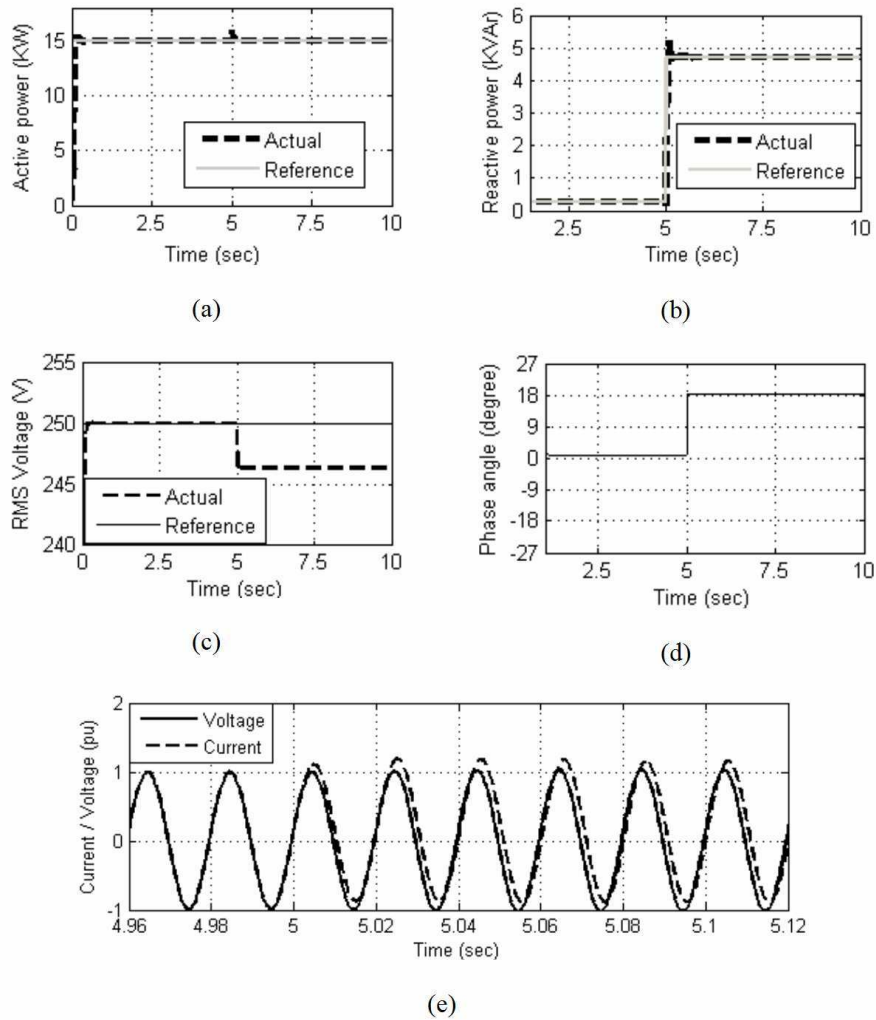 Active power (KW)
15
10
5
0
0
2.5
5
7.5
10
Time (sec)
Actual
Reference
(a)
Reactive power (KVAr)
6
5
4
3
2
1
0
2.5
5
7.5
10
Time (sec)
Actual
Reference
(b)
RMS Voltage (V)
255
250
245
240
0
2.5
5
7.5
10
Time (sec)
Actual
Reference
(c)
Phase angle (degree)
27
18
9
0
-9
-18
-27
2.5
5
7.5
10
Time (sec)
(d)
Current / Voltage (pu)
2
1
0
-1
4.96
4.98
5
5.02
5.04
5.06
5.08
5.1
5.12
Time (sec)
Voltage
Current
(e)